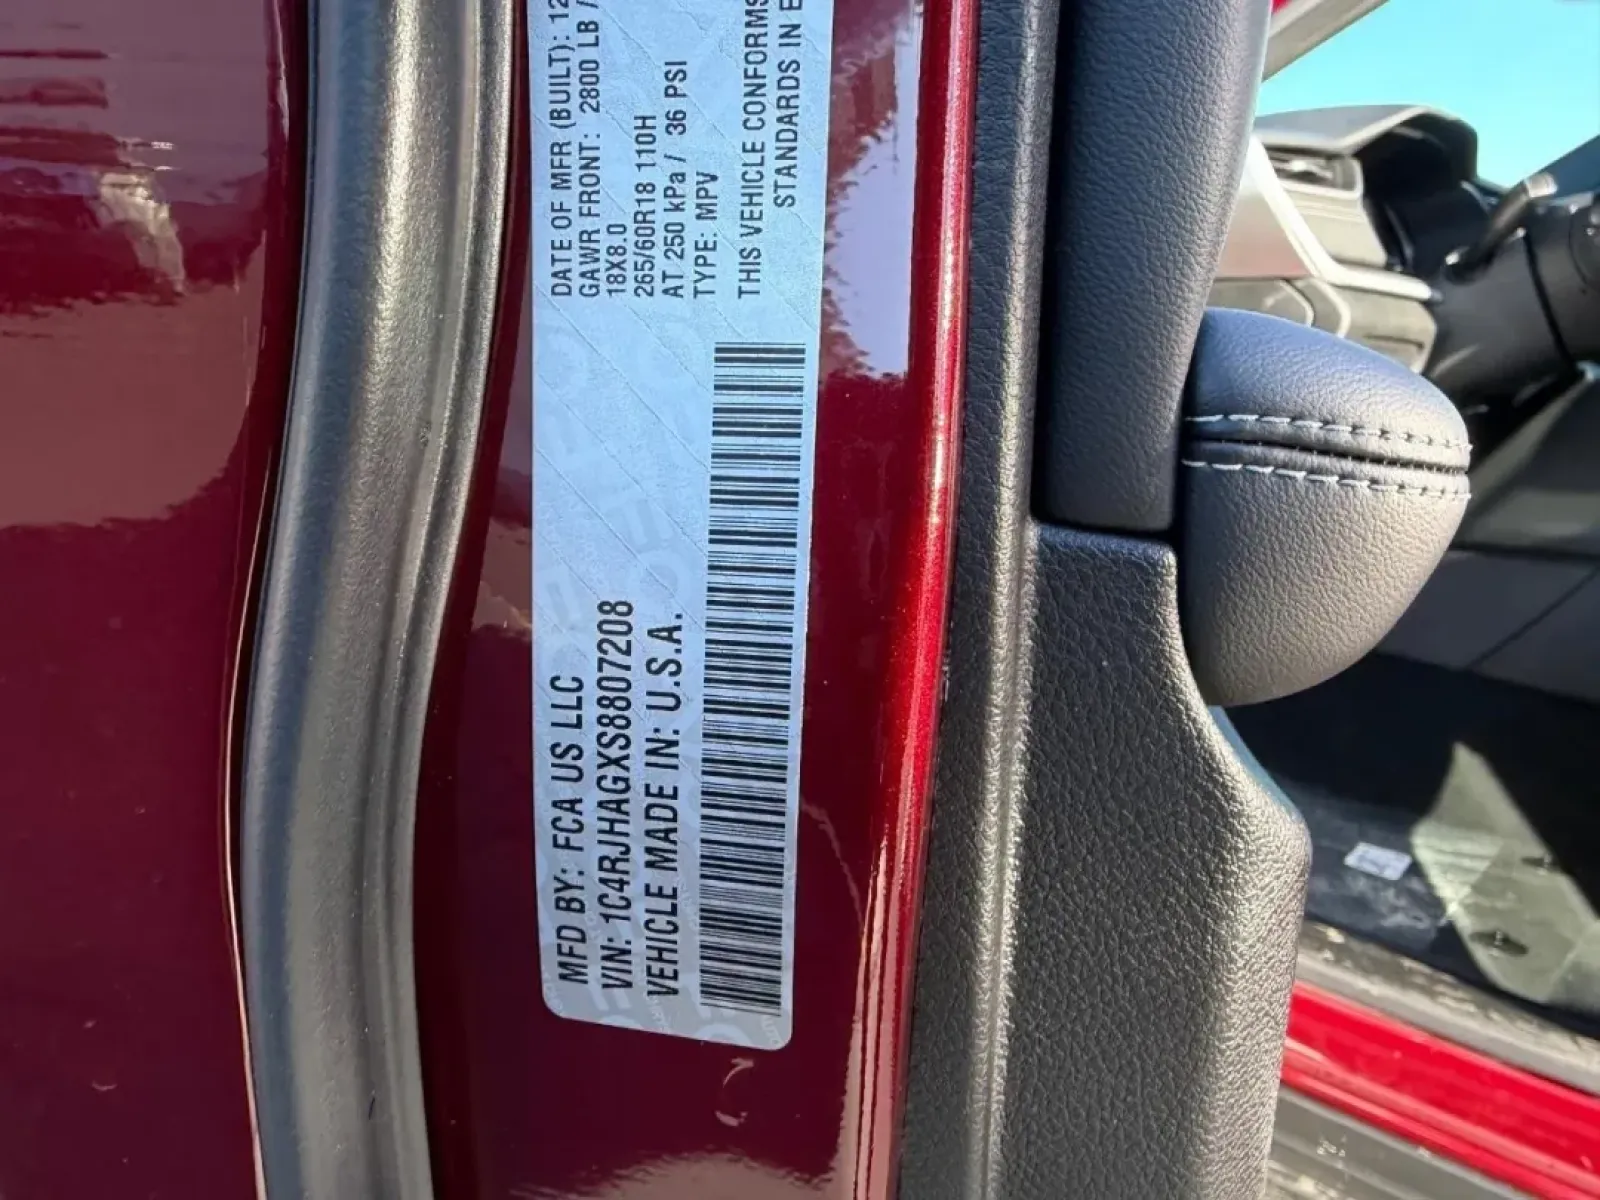 MFD BY: FCA US LLC
VIN: 1C4RJHAGXS8807208
VEHICLE MADE IN: U.S.A.
DATE OF MFR (BUILT): 12
GAWR FRONT: 2800 LB /
18X8.0
265/60R18 110H
AT 250 kPa / 36 PSI
TYPE: MPV
THIS VEHICLE CONFORMS
STANDARDS IN E